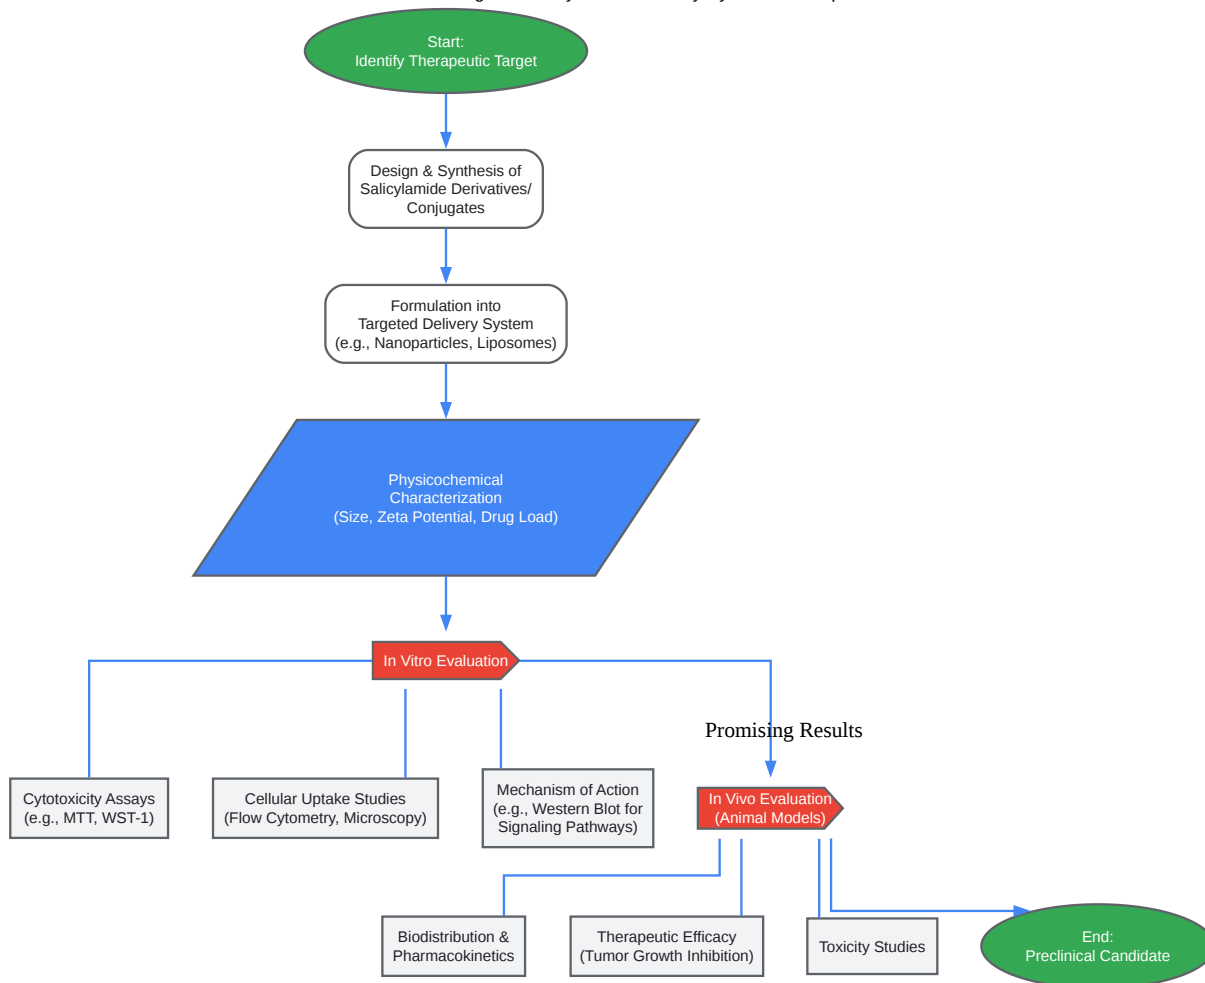 Start:
Identify Therapeutic Target
Design & Synthesis of
Salicylamide Derivatives/
Conjugates
Formulation into
Targeted Delivery System
(e.g., Nanoparticles, Liposomes)
Physicochemical
Characterization
(Size, Zeta Potential, Drug Load)
In Vitro Evaluation
Promising Results
Cytotoxicity Assays
(e.g., MTT, WST-1)
Cellular Uptake Studies
(Flow Cytometry, Microscopy)
Mechanism of Action
(e.g., Western Blot for
Signaling Pathways)
In Vivo Evaluation
(Animal Models)
Biodistribution &
Pharmacokinetics
Therapeutic Efficacy
(Tumor Growth Inhibition)
Toxicity Studies
End:
Preclinical Candidate